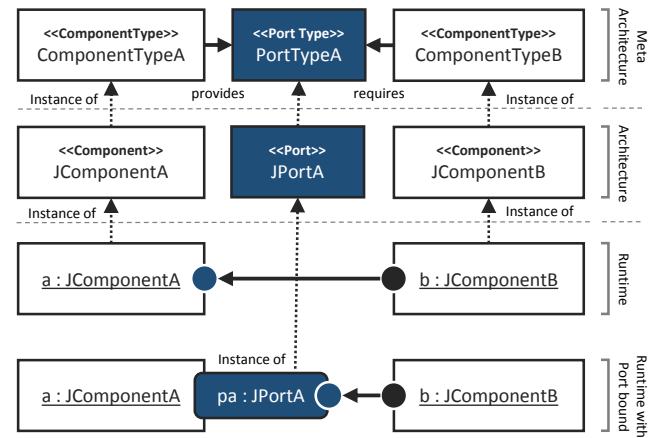 <<ComponentType>>
ComponentTypeA
<<Port Type>>
PortTypeA
<<ComponentType>>
ComponentTypeB
Meta
Architecture
Instance of
provides
requires
Instance of
<<Component>>
JComponentA
<<Port>>
JPortA
<<Component>>
JComponentB
Architecture
Instance of
Instance of
a : JComponentA
b : JComponentB
Runtime
Instance of
a : JComponentA
pa : JPortA
b : JComponentB
Runtime with
Port bound